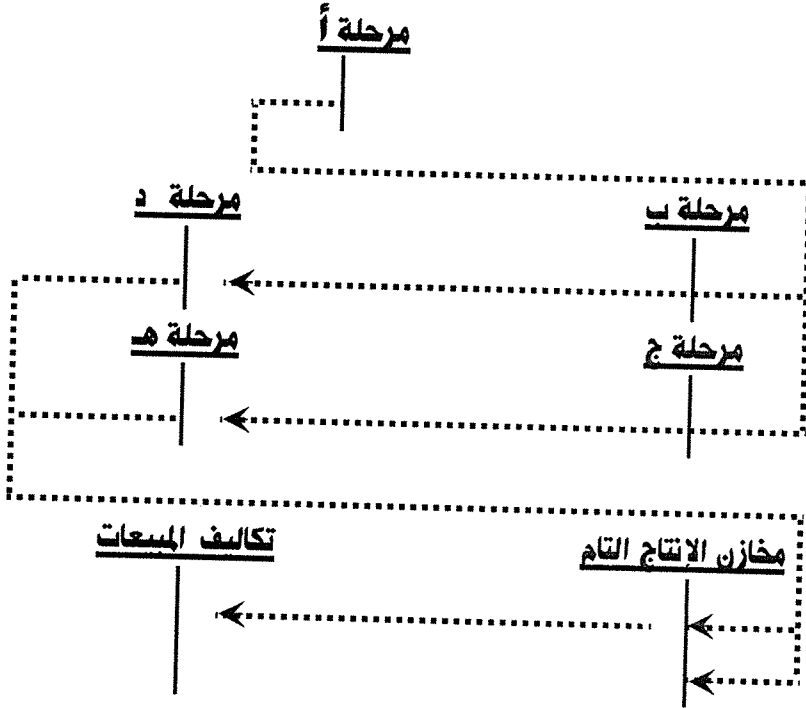 مرحلة أ
مرحلة ب
مرحلة د
مرحلة ج
مرحلة هـ
مخازن الإنتاج التام
تكاليف المبيعات